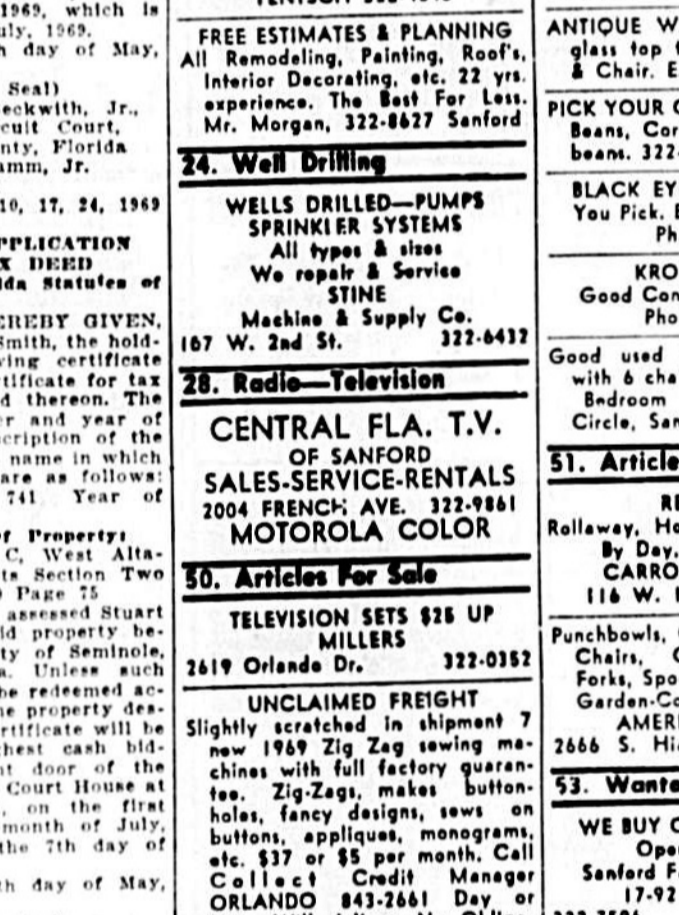 1969, which is
uly, 1969.
h day of May,
Seal)
eckwith, Jr.,
cuit Court,
nty, Florida
amm, Jr.
10, 17, 24, 1969
PPLICATION
X DEED
ida Statutes of
EREBY GIVEN,
Smith, the hold-
ving certificate
tificate for tax
d thereon. The
er and year of
cription of the
name in which
are as follows:
741 Year of
f Property:
C, West Alta-
ts Section Two
Page 75
assessed Stuart
id property be-
ty of Seminole,
a. Unless such
be redeemed ac-
he property des-
rtificate will be
hest cash bid-
nt door of the
Court House at
, on the first
month of July,
the 7th day of
th day of May,
FREE ESTIMATES & PLANNING
All Remodeling, Painting, Roof's,
Interior Decorating, etc. 22 yrs.
experience. The Best For Less.
Mr. Morgan, 322-8627 Sanford
24. Well Drilling
WELLS DRILLED—PUMPS
SPRINKLER SYSTEMS
All types & sizes
We repair & Service
STINE
Machine & Supply Co.
167 W. 2nd St. 322-6432
28. Radio—Television
CENTRAL FLA. T.V.
OF SANFORD
SALES-SERVICE-RENTALS
2004 FRENCH AVE. 322-9861
MOTOROLA COLOR
50. Articles For Sale
TELEVISION SETS $25 UP
MILLERS
2619 Orlando Dr. 322-0352
UNCLAIMED FREIGHT
Slightly scratched in shipment 7
new 1969 Zig Zag sewing ma-
chines with full factory guaran-
tee. Zig-Zags, makes button-
holes, fancy designs, sews on
buttons, appliques, monograms,
etc. $37 or $5 per month. Call
Collect Credit Manager
ORLANDO 843-2661 Day or
ANTIQUE W
glass top
& Chair. E
PICK YOUR
Beans, Cor
beans. 322-
BLACK EY
You Pick.
Ph
KRO
Good Con
Pho
Good used
with 6 cha
Bedroom
Circle, San
51. Article
RE
Rollaway, Ho
By Day,
CARRO
116 W.
Punchbowls,
Chairs,
Forks, Spo
Garden-Co
AMERI
2666 S. Hi
53. Wante
WE BUY
Ope
Sanford F
17-92